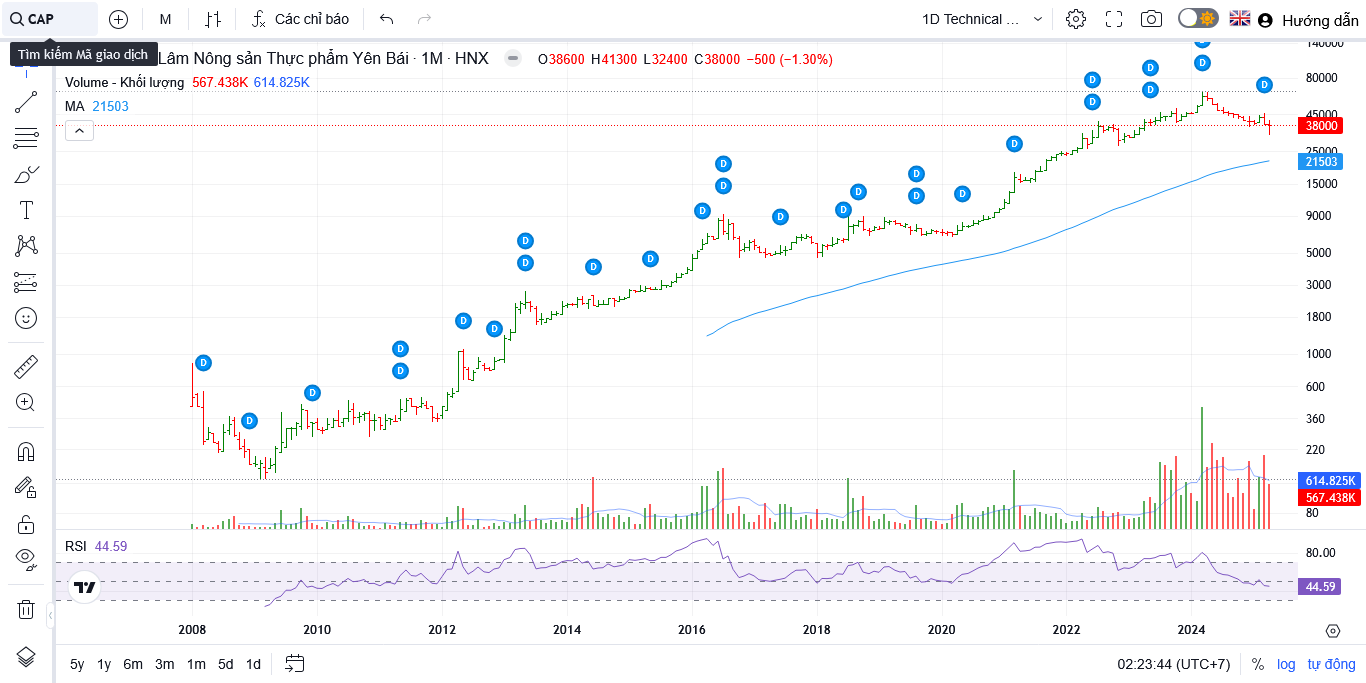 CAP
M
Các chỉ báo
1D Technical ...
Hướng dẫn
Tìm kiếm Mã giao dịch
Lâm Nông sản Thực phẩm Yên Bái · 1M · HNX
O38600 H41300 L32400 C38000 −500 (−1.30%)
Volume - Khối lượng 567.438K 614.825K
MA 21503
140000
80000
45000
38000
25000
21503
15000
9000
5000
3000
1800
1000
600
360
220
614.825K
567.438K
80
D D D D D D D D D D D D D D D D D D D D D D D D D D D D
RSI 44.59
80.00
44.59
2008 2010 2012 2014 2016 2018 2020 2022 2024
5y 1y 6m 3m 1m 5d 1d
02:23:44 (UTC+7) % log tự động